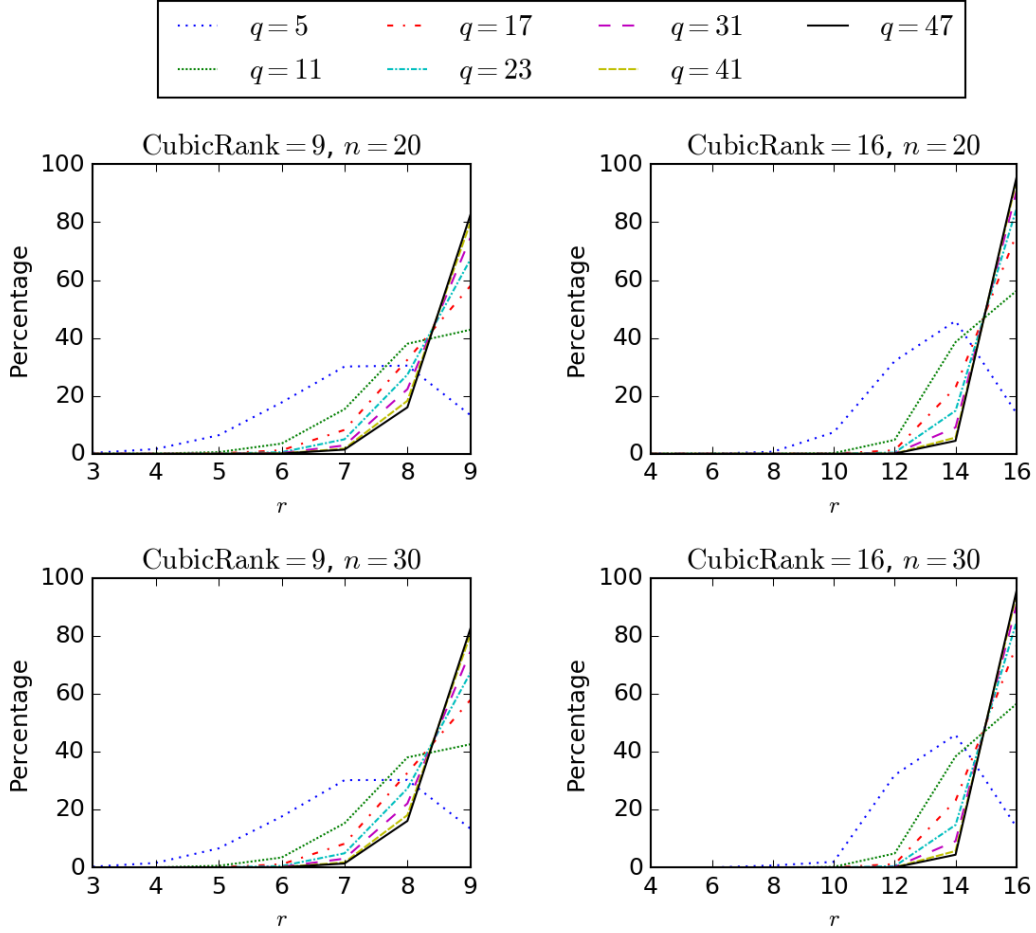 q = 5 q = 17 q = 31 q = 47
q = 11 q = 23 q = 41
CubicRank = 9, n = 20
Percentage
100
80
60
40
20
0
3 4 5 6 7 8 9
r
CubicRank = 16, n = 20
Percentage
100
80
60
40
20
0
4 6 8 10 12 14 16
r
CubicRank = 9, n = 30
Percentage
100
80
60
40
20
0
3 4 5 6 7 8 9
r
CubicRank = 16, n = 30
Percentage
100
80
60
40
20
0
4 6 8 10 12 14 16
r